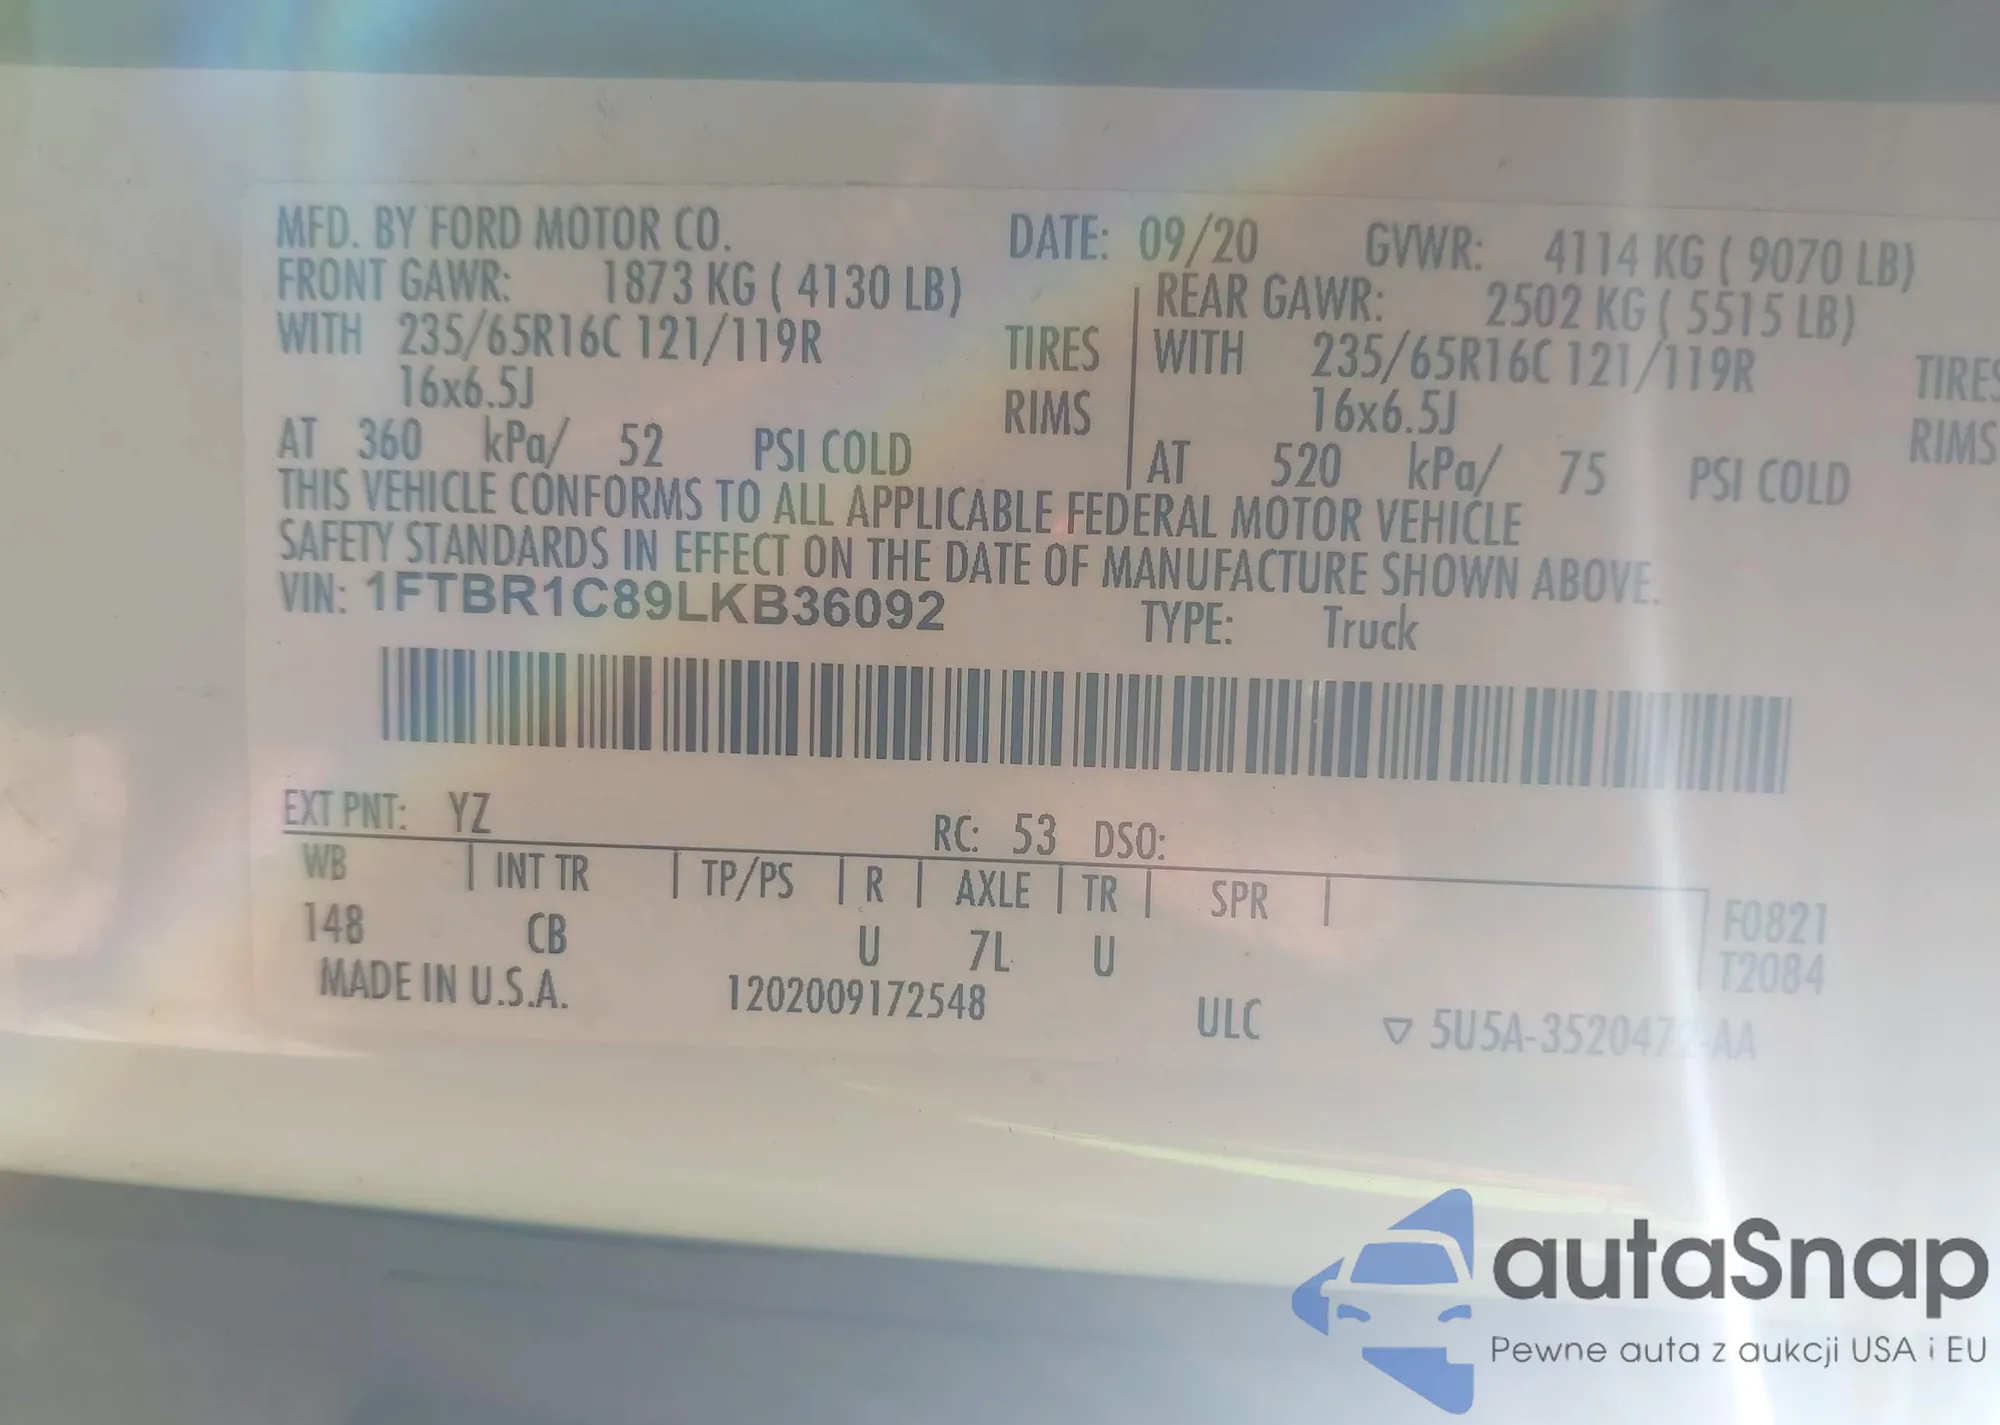 MFD. BY FORD MOTOR CO. DATE: 09/20 GVWR: 4114 KG ( 9070 LB)
FRONT GAWR: 1873 KG ( 4130 LB) REAR GAWR: 2502 KG ( 5515 LB)
WITH 235/65R16C 121/119R TIRES WITH 235/65R16C 121/119R TIRES
16x6.5J RIMS 16x6.5J RIMS
AT 360 kPa/ 52 PSI COLD AT 520 kPa/ 75 PSI COLD
THIS VEHICLE CONFORMS TO ALL APPLICABLE FEDERAL MOTOR VEHICLE
SAFETY STANDARDS IN EFFECT ON THE DATE OF MANUFACTURE SHOWN ABOVE.
VIN: 1FTBR1C89LKB36092 TYPE: Truck
EXT PNT: YZ RC: 53 DSO:
WB INT TR TP/PS R AXLE TR SPR
148 CB U 7L U
F0821
T2084
MADE IN U.S.A. 1202009172548 ULC ▽ 5U5A-3520472-AA
autaSnap
Pewne auta z aukcji USA i EU